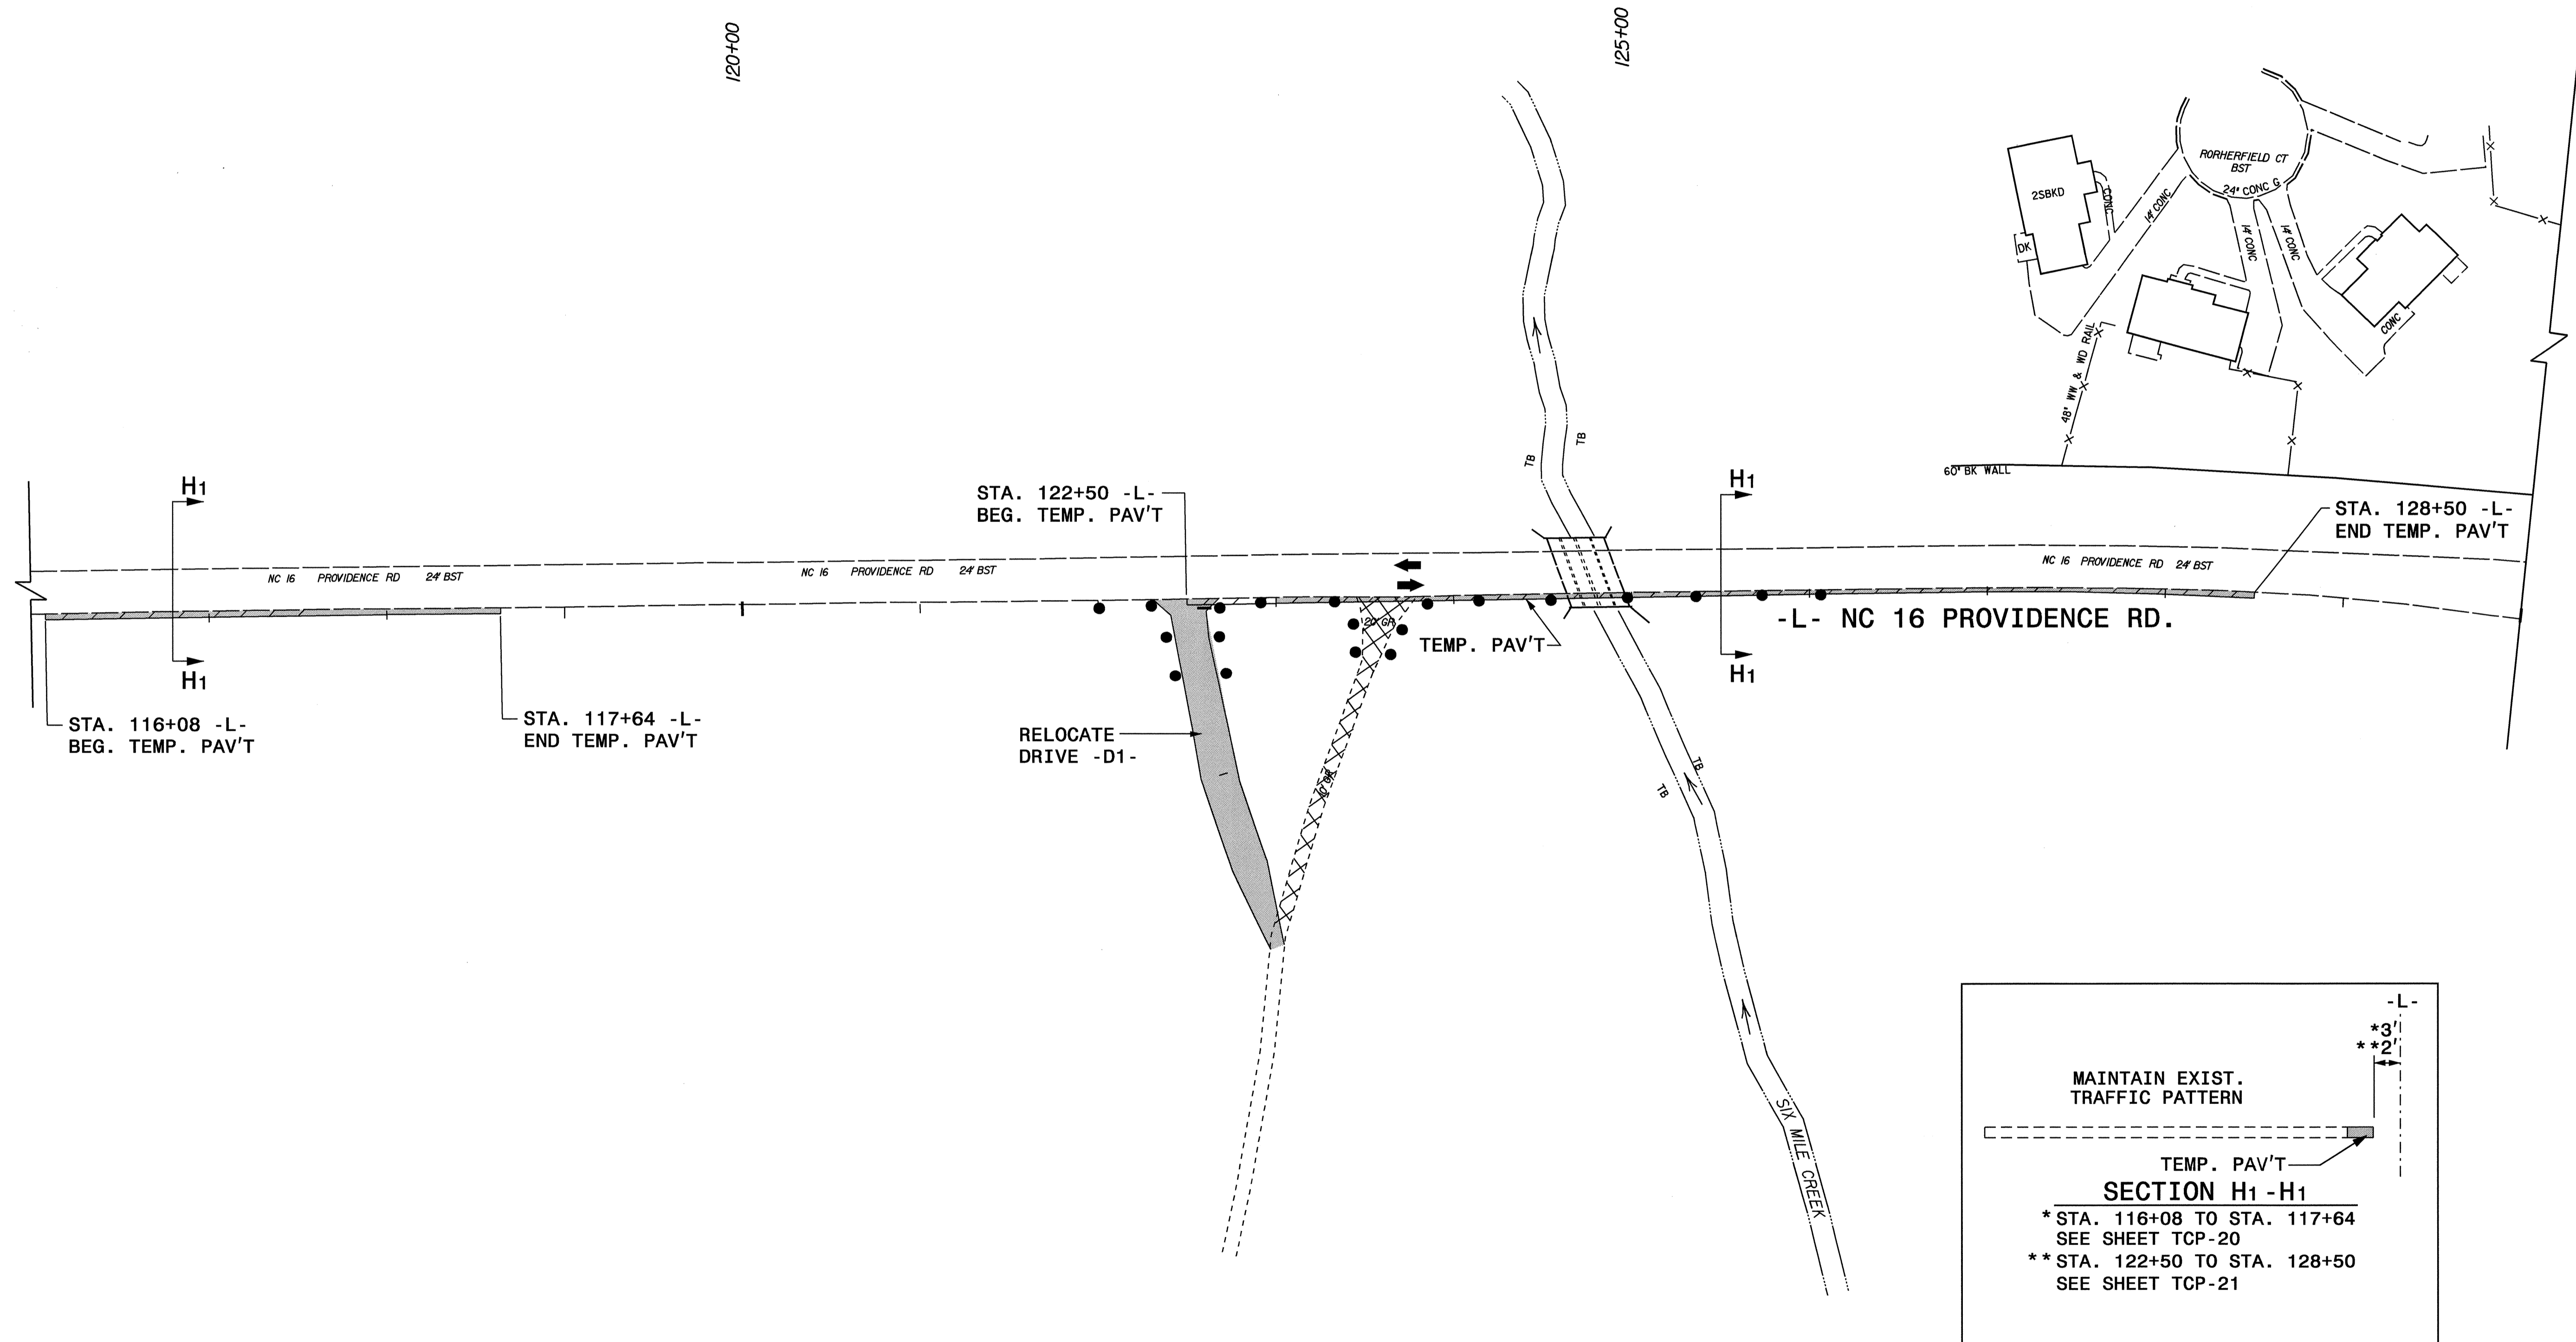 120+00
125+00
RORHERFIELD CT
BST
24" CONC G
2SBKD
CONC
14' CONC
14' CONC
14' CONC
DK
CONC
48" WW & WD RAIL
TB
TB
60" BK WALL
H1
H1
STA. 122+50 -L-
BEG. TEMP. PAV'T
STA. 128+50 -L-
END TEMP. PAV'T
NC 16 PROVIDENCE RD 24' BST
NC 16 PROVIDENCE RD 24' BST
NC 16 PROVIDENCE RD 24' BST
20' GR
-L- NC 16 PROVIDENCE RD.
TEMP. PAV'T
H1
H1
STA. 116+08 -L-
BEG. TEMP. PAV'T
STA. 117+64 -L-
END TEMP. PAV'T
RELOCATE
DRIVE -D1-
10' GR
TB
TB
SIX MILE CREEK
-L-
*3'
**2'
MAINTAIN EXIST.
TRAFFIC PATTERN
TEMP. PAV'T
SECTION H1-H1
* STA. 116+08 TO STA. 117+64
SEE SHEET TCP-20
** STA. 122+50 TO STA. 128+50
SEE SHEET TCP-21